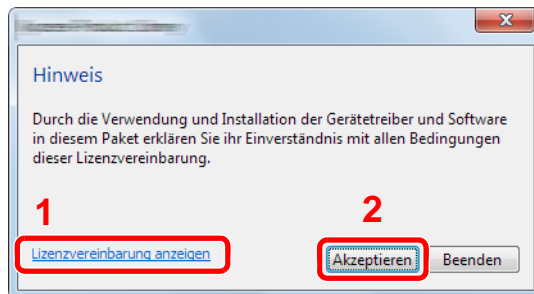 x
Hinweis
Durch die Verwendung und Installation der Gerätetreiber und Software
in diesem Paket erklären Sie ihr Einverständnis mit allen Bedingungen
dieser Lizenzvereinbarung.
1
2
Lizenzvereinbarung anzeigen
Akzeptieren
Beenden